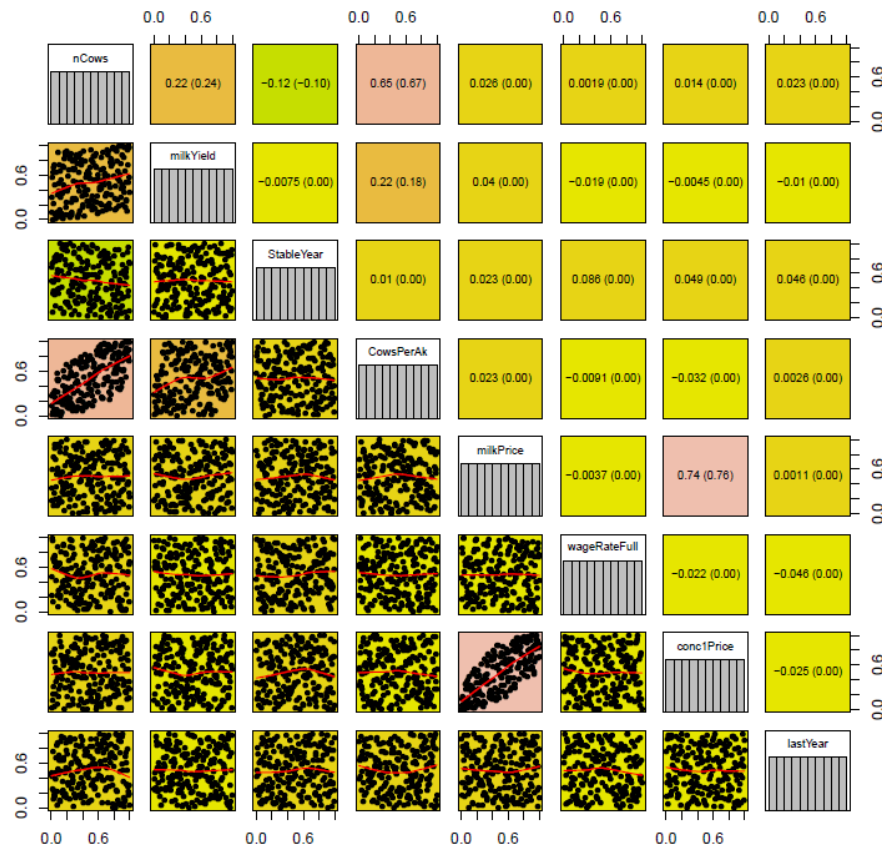 0.0 0.6 0.0 0.6 0.0 0.6 0.0 0.6
nCows 0.22 (0.24) −0.12 (−0.10) 0.65 (0.67) 0.026 (0.00) 0.0019 (0.00) 0.014 (0.00) 0.023 (0.00) 0.0 0.6
0.0 0.6 milkYield −0.0075 (0.00) 0.22 (0.18) 0.04 (0.00) −0.019 (0.00) −0.0045 (0.00) −0.01 (0.00)
StableYear 0.01 (0.00) 0.023 (0.00) 0.086 (0.00) 0.049 (0.00) 0.046 (0.00) 0.0 0.6
0.0 0.6 CowsPerAk 0.023 (0.00) −0.0091 (0.00) −0.032 (0.00) 0.0026 (0.00)
milkPrice −0.0037 (0.00) 0.74 (0.76) 0.0011 (0.00) 0.0 0.6
0.0 0.6 wageRateFull −0.022 (0.00) −0.046 (0.00)
conc1Price −0.025 (0.00) 0.0 0.6
0.0 0.6 lastYear
0.0 0.6 0.0 0.6 0.0 0.6 0.0 0.6